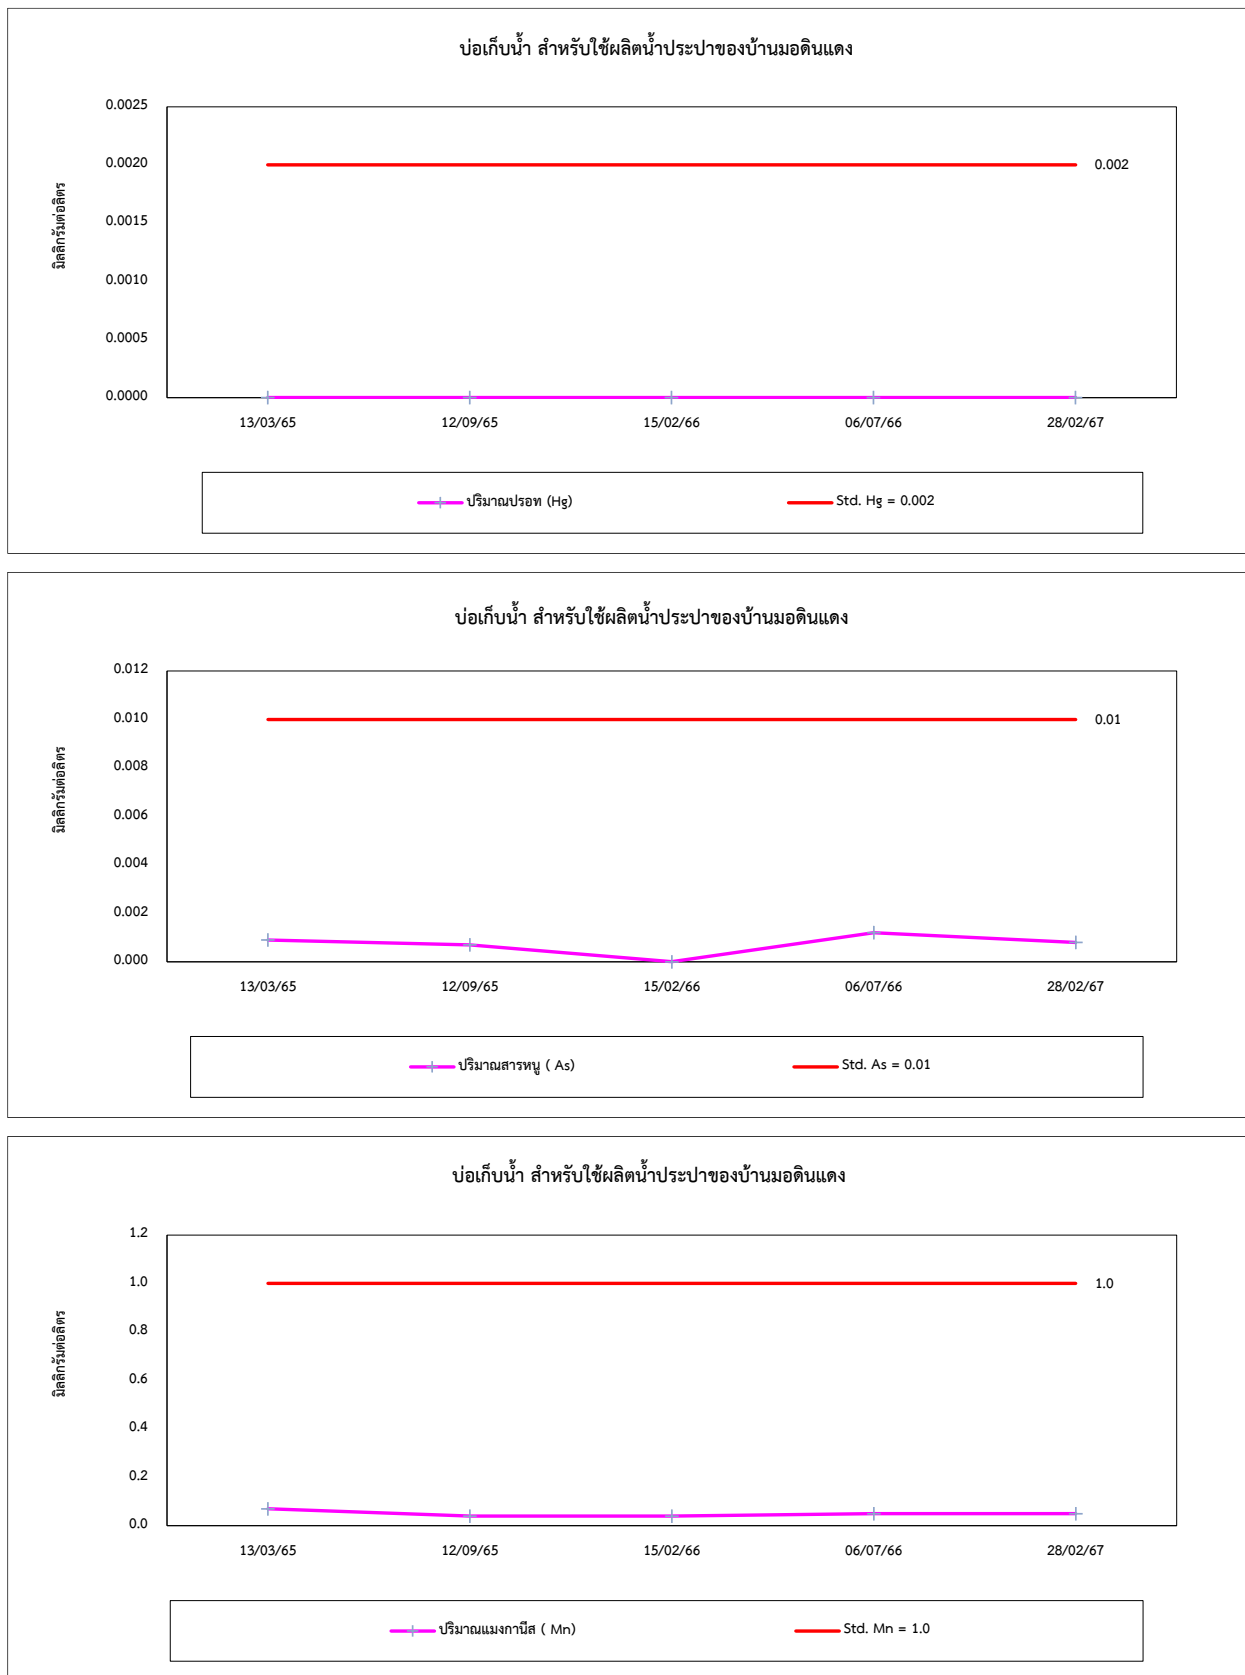 บ่อเก็บน้ำ สำหรับใช้ผลิตน้ำประปาของบ้านมอดินแดง
มิลลิกรัมต่อลิตร
0.0025
0.0020
0.0015
0.0010
0.0005
0.0000
0.002
13/03/65 12/09/65 15/02/66 06/07/66 28/02/67
ปริมาณปรอท (Hg) Std. Hg = 0.002
บ่อเก็บน้ำ สำหรับใช้ผลิตน้ำประปาของบ้านมอดินแดง
มิลลิกรัมต่อลิตร
0.012
0.010
0.008
0.006
0.004
0.002
0.000
0.01
13/03/65 12/09/65 15/02/66 06/07/66 28/02/67
ปริมาณสารหนู ( As) Std. As = 0.01
บ่อเก็บน้ำ สำหรับใช้ผลิตน้ำประปาของบ้านมอดินแดง
มิลลิกรัมต่อลิตร
1.2
1.0
0.8
0.6
0.4
0.2
0.0
1.0
13/03/65 12/09/65 15/02/66 06/07/66 28/02/67
ปริมาณแมงกานีส ( Mn) Std. Mn = 1.0